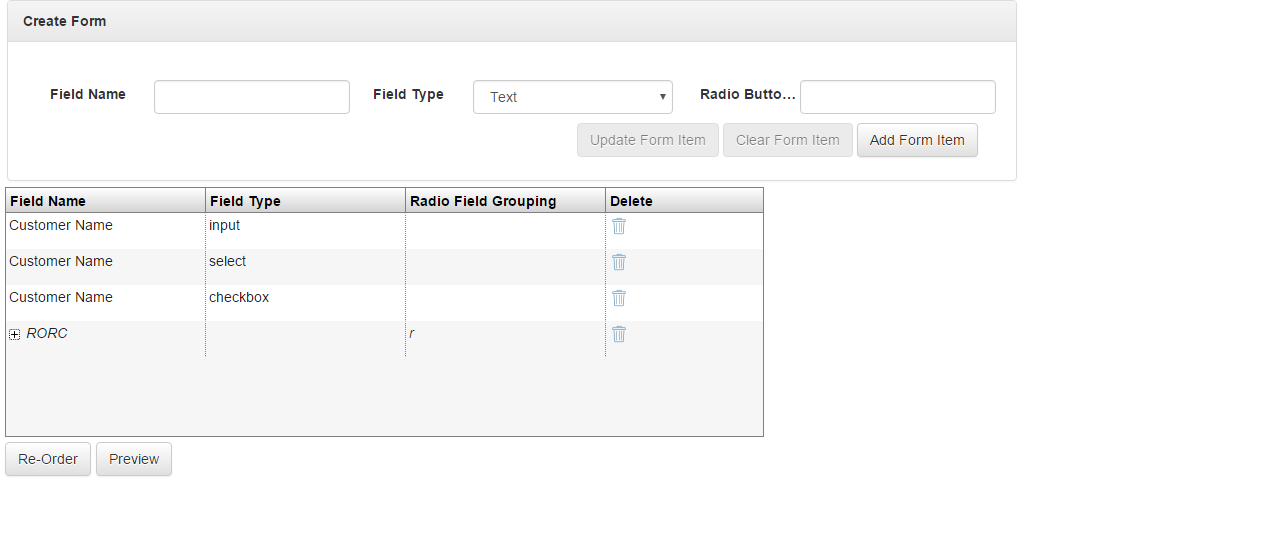 Create Form
Field Name Field Type Text Radio Butto...
Update Form Item Clear Form Item Add Form Item
Field Name Field Type Radio Field Grouping Delete
Customer Name input
Customer Name select
Customer Name checkbox
RORC r
Re-Order Preview